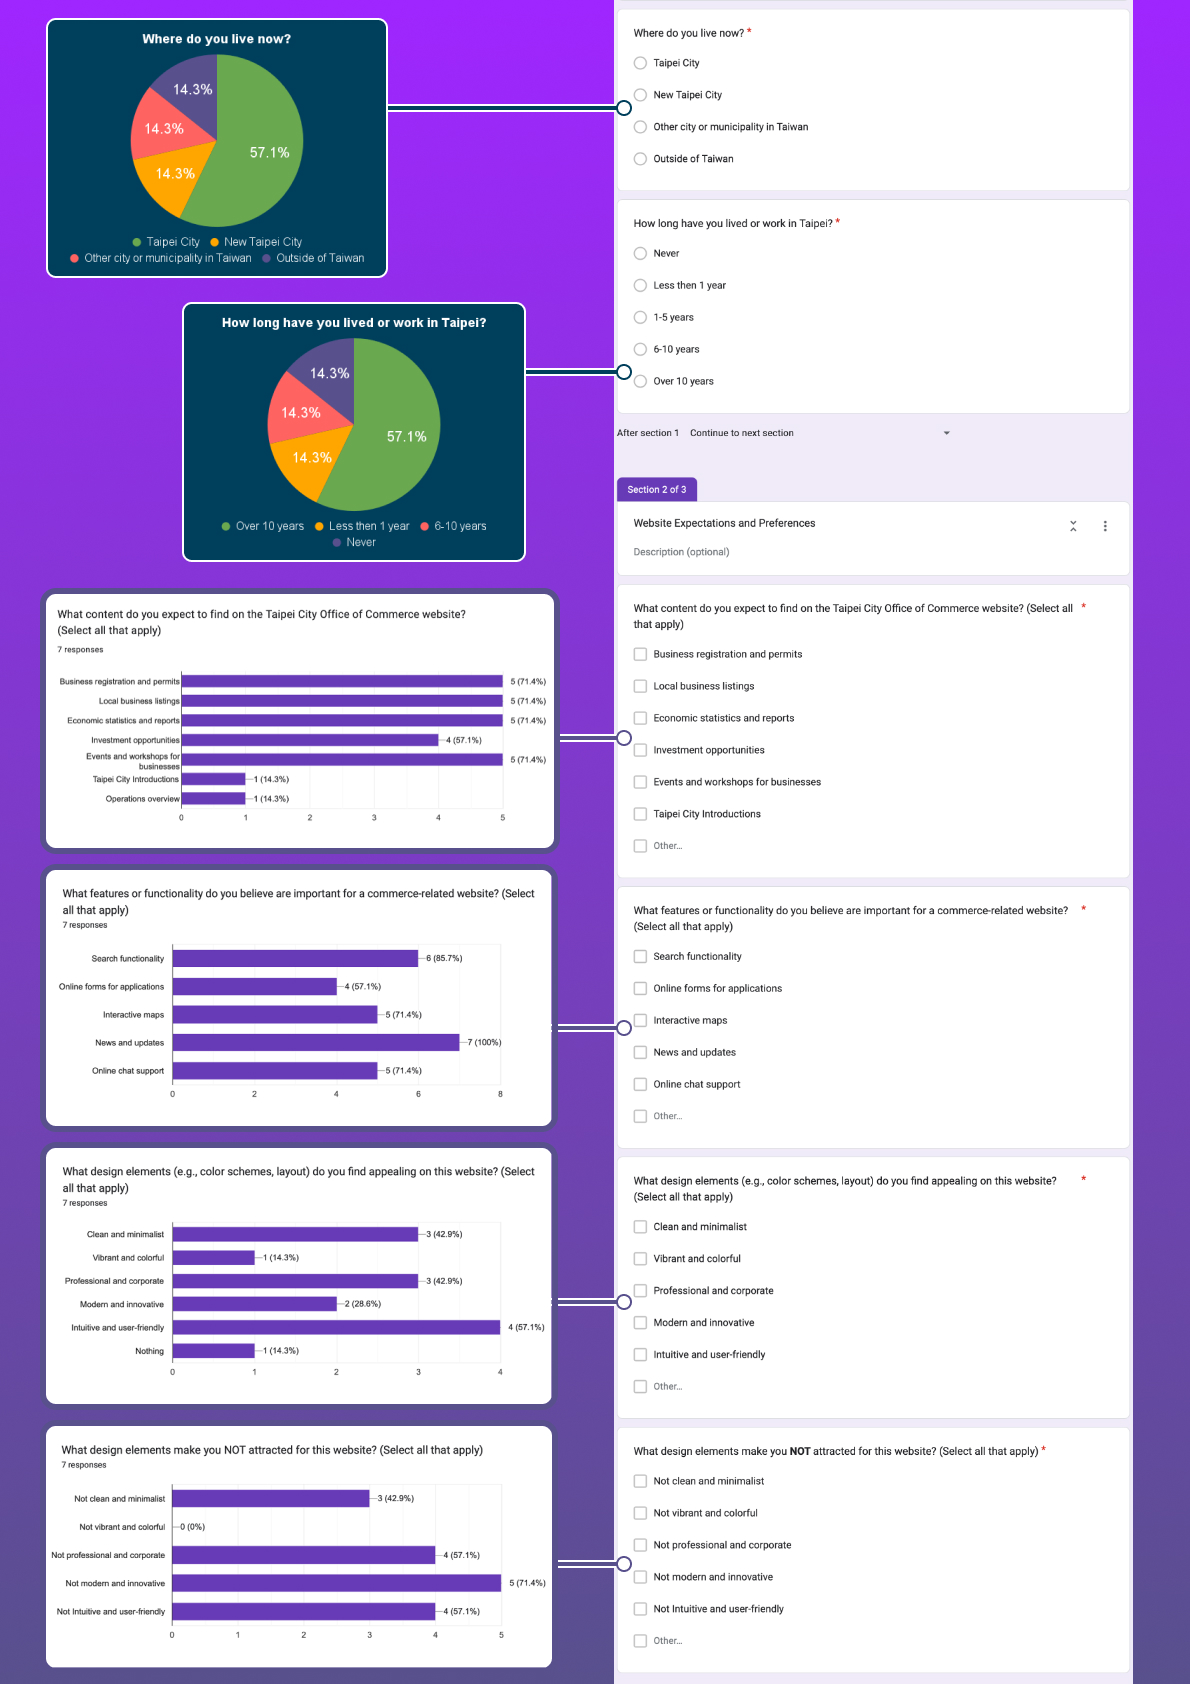 Where do you live now?
14.3%
14.3%
14.3%
57.1%
Taipei City New Taipei City
Other city or municipality in Taiwan Outside of Taiwan
How long have you lived or work in Taipei?
14.3%
14.3%
14.3%
57.1%
Over 10 years Less then 1 year 6-10 years
Never
What content do you expect to find on the Taipei City Office of Commerce website?
(Select all that apply)
7 responses
Business registration and permits 5 (71.4%)
Local business listings 5 (71.4%)
Economic statistics and reports 5 (71.4%)
Investment opportunities 4 (57.1%)
Events and workshops for
businesses 5 (71.4%)
Taipei City Introductions 1 (14.3%)
Operations overview 1 (14.3%)
0 1 2 3 4 5
What features or functionality do you believe are important for a commerce-related website? (Select
all that apply)
7 responses
Search functionality 6 (85.7%)
Online forms for applications 4 (57.1%)
Interactive maps 5 (71.4%)
News and updates 7 (100%)
Online chat support 5 (71.4%)
0 2 4 6 8
What design elements (e.g., color schemes, layout) do you find appealing on this website? (Select
all that apply)
7 responses
Clean and minimalist 3 (42.9%)
Vibrant and colorful 1 (14.3%)
Professional and corporate 3 (42.9%)
Modern and innovative 2 (28.6%)
Intuitive and user-friendly 4 (57.1%)
Nothing 1 (14.3%)
0 1 2 3 4
What design elements make you NOT attracted for this website? (Select all that apply)
7 responses
Not clean and minimalist 3 (42.9%)
Not vibrant and colorful 0 (0%)
Not professional and corporate 4 (57.1%)
Not modern and innovative 5 (71.4%)
Not Intuitive and user-friendly 4 (57.1%)
0 1 2 3 4 5
Where do you live now? *
Taipei City
New Taipei City
Other city or municipality in Taiwan
Outside of Taiwan
How long have you lived or work in Taipei? *
Never
Less then 1 year
1-5 years
6-10 years
Over 10 years
After section 1 Continue to next section
Section 2 of 3
Website Expectations and Preferences
Description (optional)
What content do you expect to find on the Taipei City Office of Commerce website? (Select all *
that apply)
Business registration and permits
Local business listings
Economic statistics and reports
Investment opportunities
Events and workshops for businesses
Taipei City Introductions
Other...
What features or functionality do you believe are important for a commerce-related website? *
(Select all that apply)
Search functionality
Online forms for applications
Interactive maps
News and updates
Online chat support
Other...
What design elements (e.g., color schemes, layout) do you find appealing on this website? *
(Select all that apply)
Clean and minimalist
Vibrant and colorful
Professional and corporate
Modern and innovative
Intuitive and user-friendly
Other...
What design elements make you NOT attracted for this website? (Select all that apply) *
Not clean and minimalist
Not vibrant and colorful
Not professional and corporate
Not modern and innovative
Not Intuitive and user-friendly
Other...